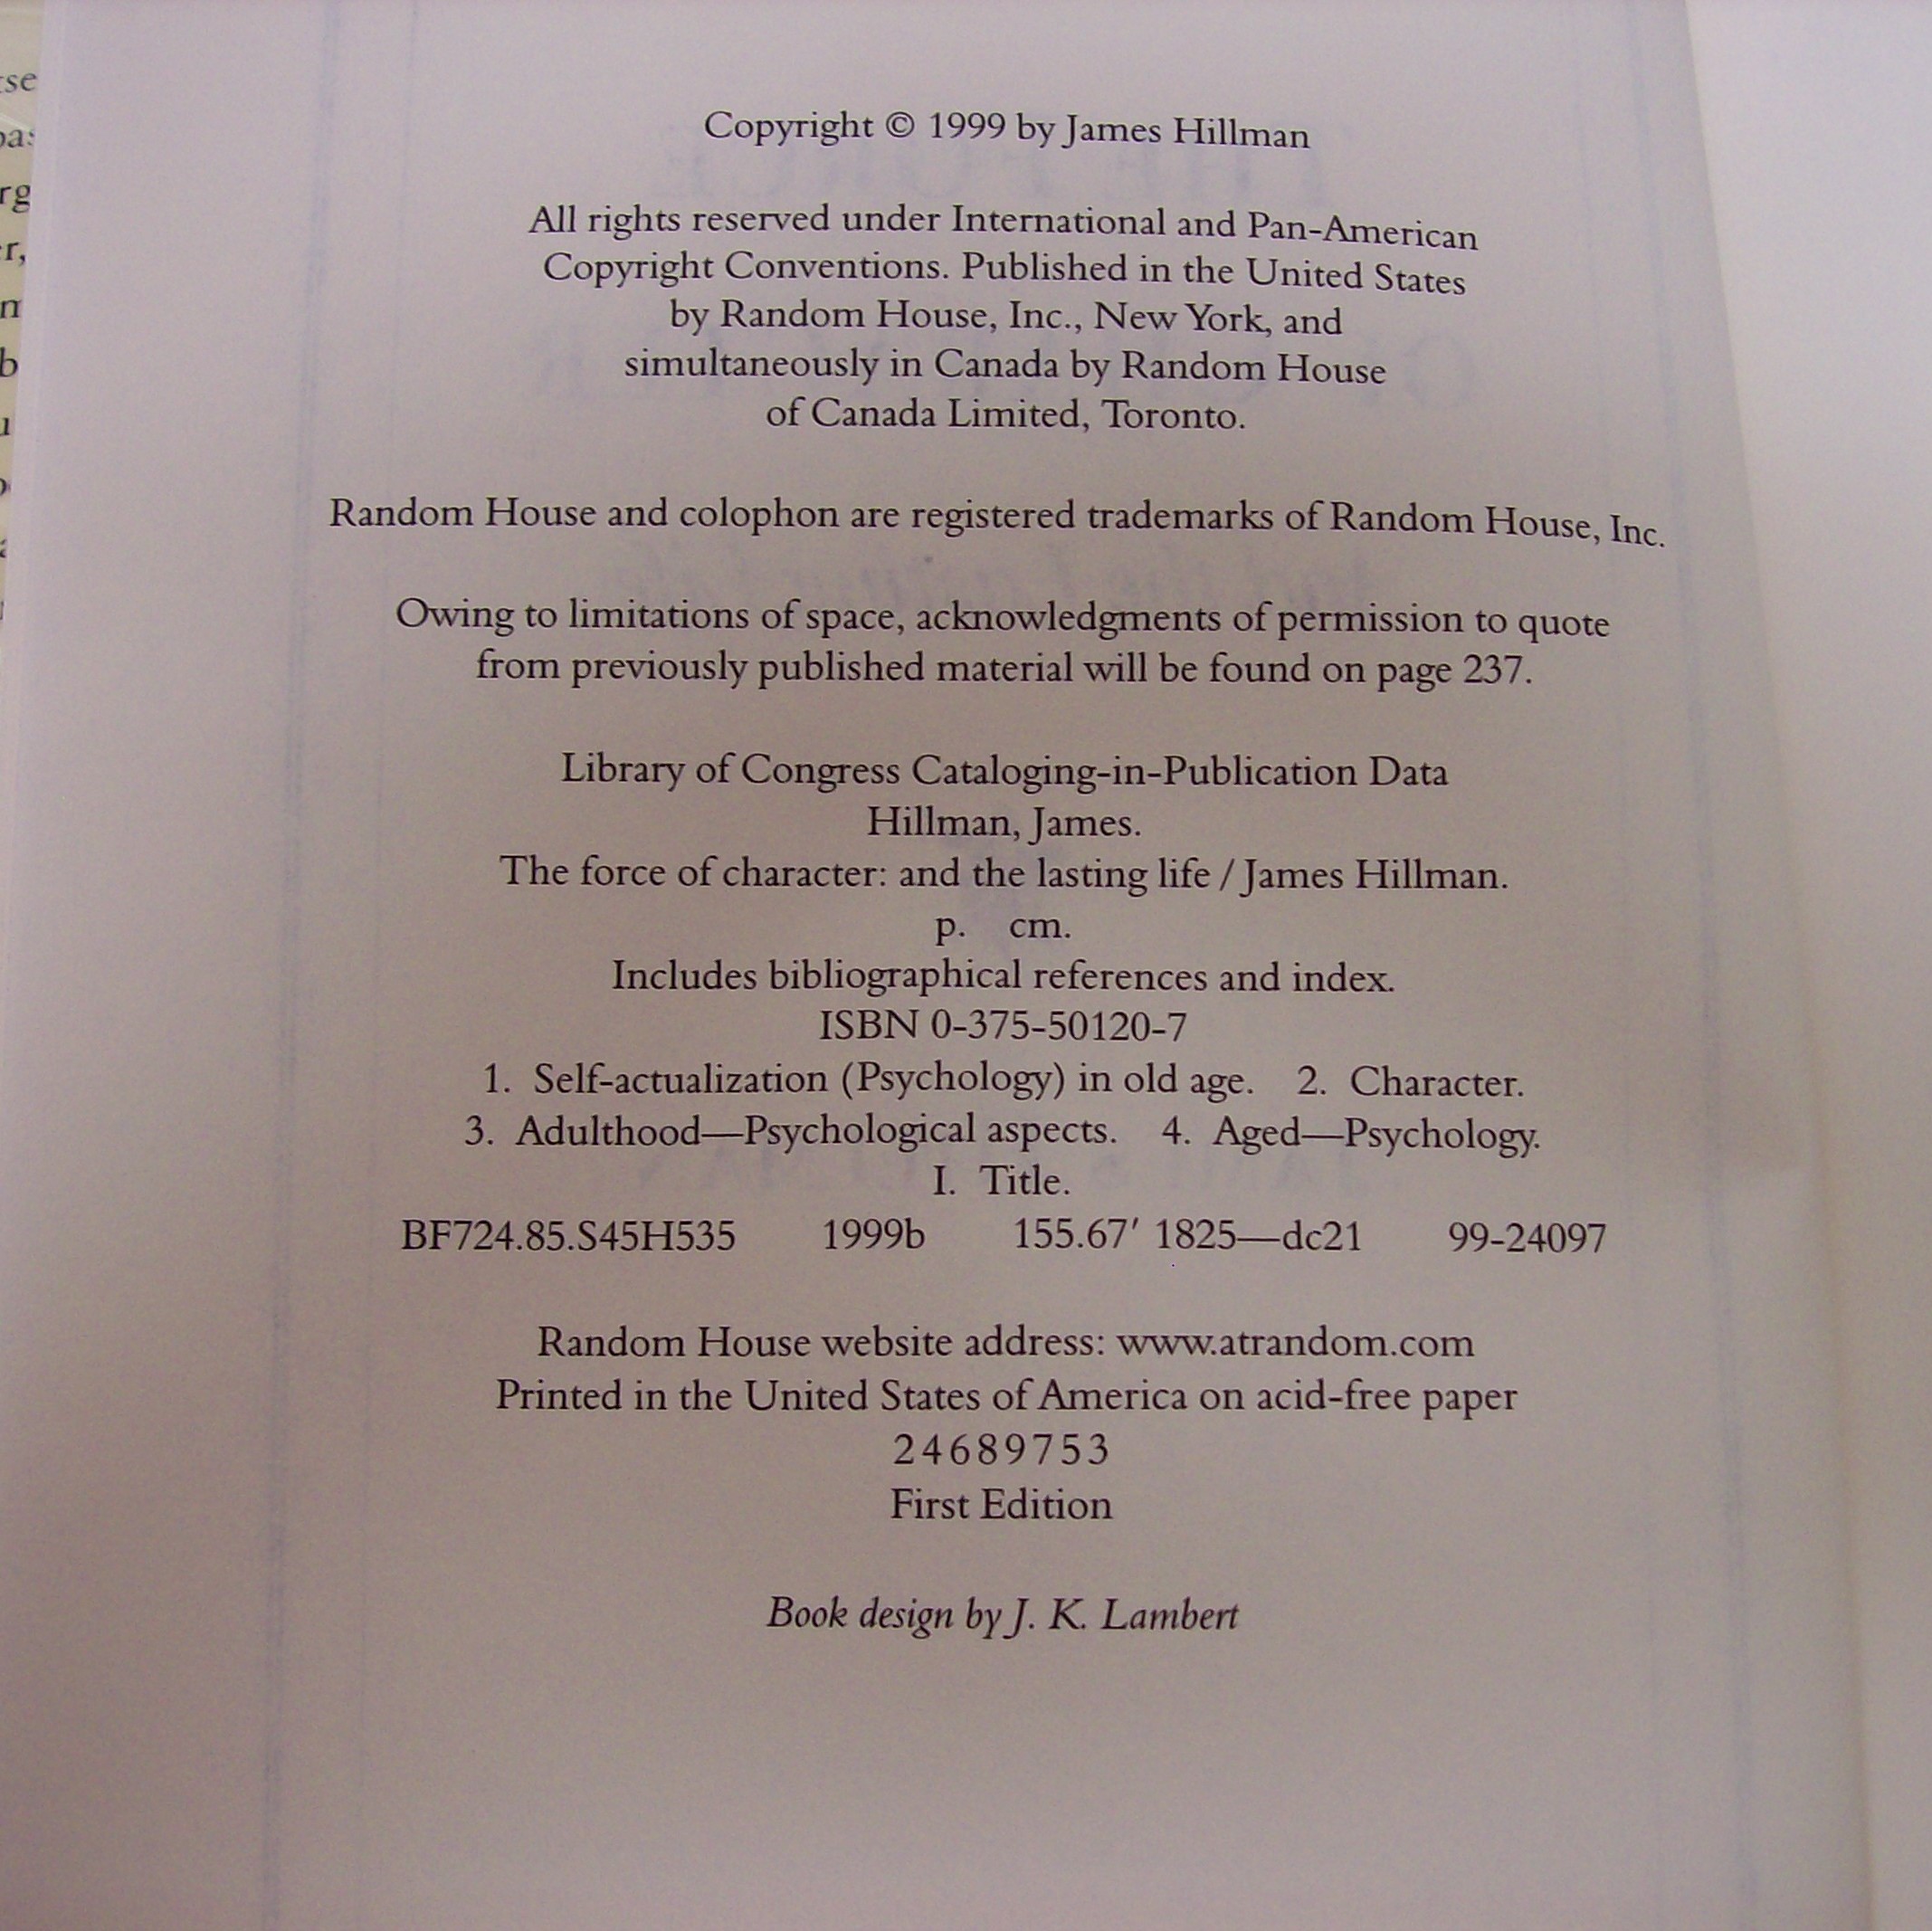 Copyright © 1999 by James Hillman
All rights reserved under International and Pan-American
Copyright Conventions. Published in the United States
by Random House, Inc., New York, and
simultaneously in Canada by Random House
of Canada Limited, Toronto.
Random House and colophon are registered trademarks of Random House, Inc.
Owing to limitations of space, acknowledgments of permission to quote
from previously published material will be found on page 237.
Library of Congress Cataloging-in-Publication Data
Hillman, James.
The force of character: and the lasting life / James Hillman.
p. cm.
Includes bibliographical references and index.
ISBN 0-375-50120-7
1. Self-actualization (Psychology) in old age. 2. Character.
3. Adulthood—Psychological aspects. 4. Aged—Psychology.
I. Title.
BF724.85.S45H535 1999b 155.67′ 1825—dc21 99-24097
Random House website address: www.atrandom.com
Printed in the United States of America on acid-free paper
24689753
First Edition
Book design by J. K. Lambert